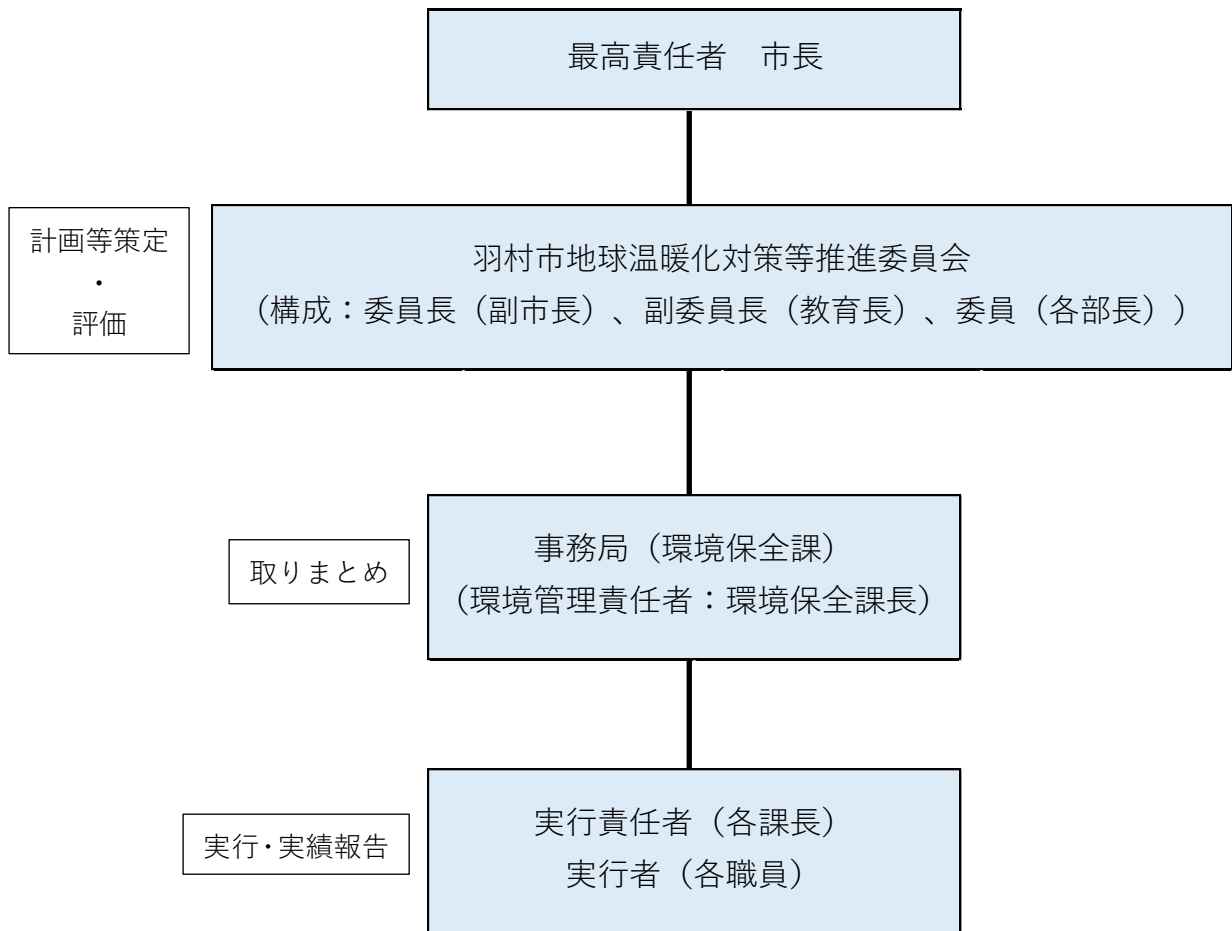 最高責任者　市長
計画等策定
・
評価
羽村市地球温暖化対策等推進委員会
（構成：委員長（副市長）、副委員長（教育長）、委員（各部長））
取りまとめ
事務局（環境保全課）
（環境管理責任者：環境保全課長）
実行・実績報告
実行責任者（各課長）
実行者（各職員）